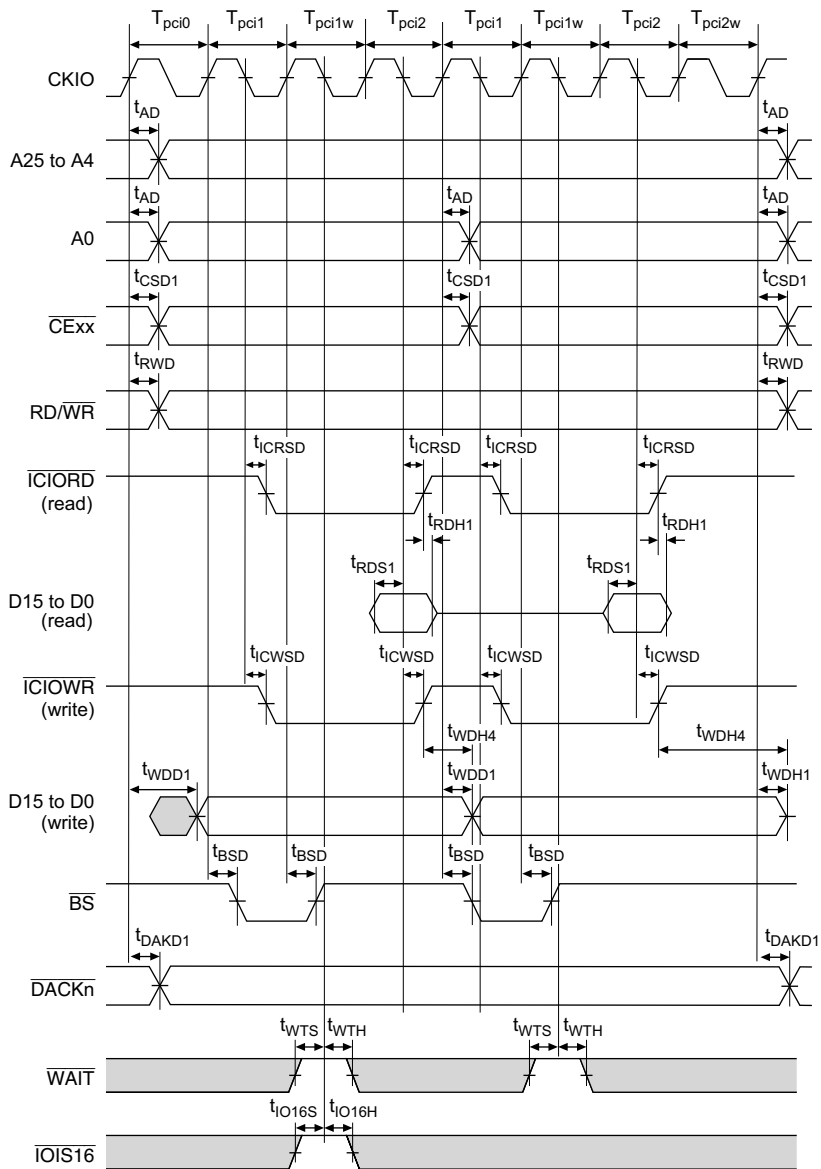 Tpci0 Tpci1 Tpci1w Tpci2 Tpci1 Tpci1w Tpci2 Tpci2w
CKIO
tAD tAD
A25 to A4
tAD tAD tAD
A0
tCSD1 tCSD1 tCSD1
CExx
tRWD tRWD
RD/WR
tICRSD tICRSD tICRSD tICRSD
ICIORD
(read)
tRDH1 tRDH1
tRDS1 tRDS1
D15 to D0
(read)
tICWSD tICWSD tICWSD tICWSD
ICIOWR
(write)
tWDH4 tWDH4
tWDD1 tWDD1 tWDH1
D15 to D0
(write)
tBSD tBSD tBSD tBSD
BS
tDAKD1 tDAKD1
DACKn
tWTS tWTH tWTS tWTH
WAIT
tIO16S tIO16H
IOIS16